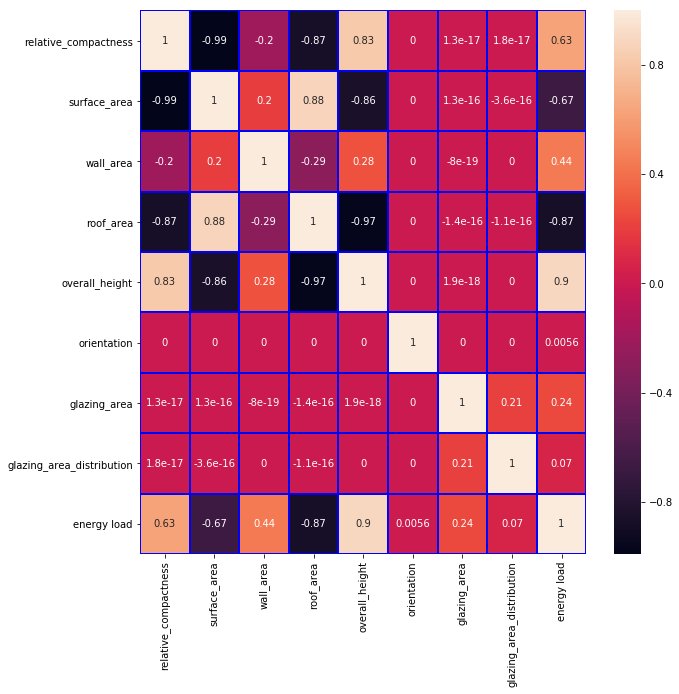 relative_compactness 1 -0.99 -0.2 -0.87 0.83 0 1.3e-17 1.8e-17 0.63
surface_area -0.99 1 0.2 0.88 -0.86 0 1.3e-16 -3.6e-16 -0.67
wall_area -0.2 0.2 1 -0.29 0.28 0 -8e-19 0 0.44
roof_area -0.87 0.88 -0.29 1 -0.97 0 -1.4e-16 -1.1e-16 -0.87
overall_height 0.83 -0.86 0.28 -0.97 1 0 1.9e-18 0 0.9
orientation 0 0 0 0 0 1 0 0 0.0056
glazing_area 1.3e-17 1.3e-16 -8e-19 -1.4e-16 1.9e-18 0 1 0.21 0.24
glazing_area_distribution 1.8e-17 -3.6e-16 0 -1.1e-16 0 0 0.21 1 0.07
energy load 0.63 -0.67 0.44 -0.87 0.9 0.0056 0.24 0.07 1
relative_compactness
surface_area
wall_area
roof_area
overall_height
orientation
glazing_area
glazing_area_distribution
energy load
0.8
0.4
0.0
−0.4
−0.8